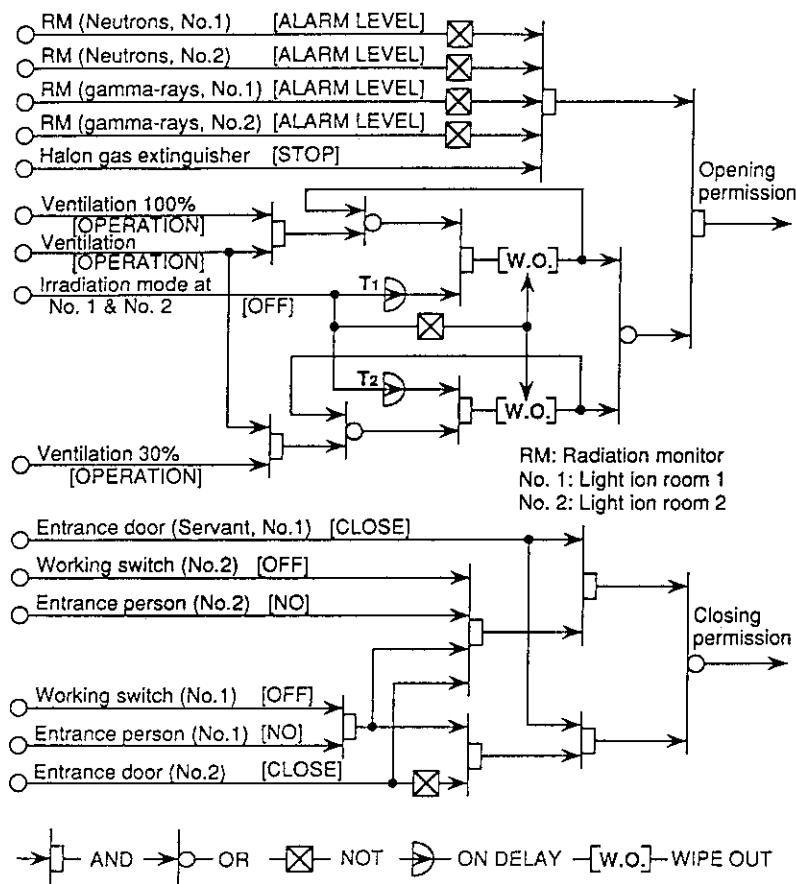 RM (Neutrons, No.1) [ALARM LEVEL]
RM (Neutrons, No.2) [ALARM LEVEL]
RM (gamma-rays, No.1) [ALARM LEVEL]
RM (gamma-rays, No.2) [ALARM LEVEL]
Halon gas extinguisher [STOP]
Opening
permission
Ventilation 100%
[OPERATION]
Ventilation
[OPERATION]
[W.O.]
Irradiation mode at
No. 1 & No. 2 [OFF]
T1
T2
[W.O.]
Ventilation 30%
[OPERATION]
RM: Radiation monitor
No. 1: Light ion room 1
No. 2: Light ion room 2
Entrance door (Servant, No.1) [CLOSE]
Working switch (No.2) [OFF]
Entrance person (No.2) [NO]
Closing
permission
Working switch (No.1) [OFF]
Entrance person (No.1) [NO]
Entrance door (No.2) [CLOSE]
AND OR NOT ON DELAY [W.O.] WIPE OUT